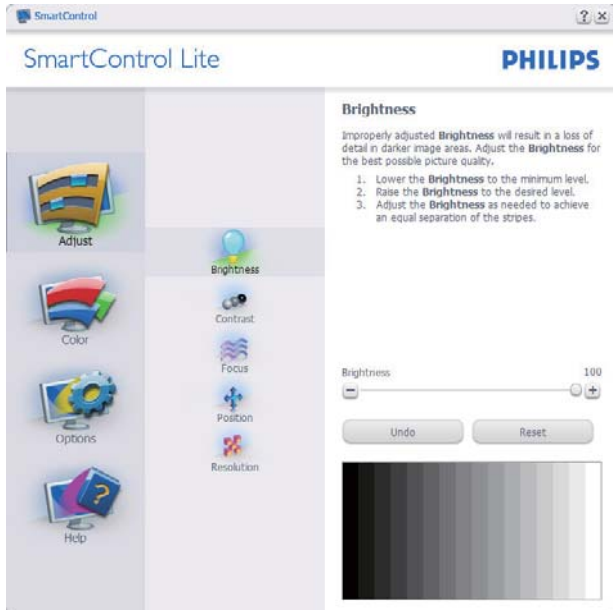 SmartControl
SmartControl Lite
PHILIPS
Adjust
Color
Options
Help
Brightness
Contrast
Focus
Position
Resolution
Brightness
Improperly adjusted Brightness will result in a loss of
detail in darker image areas. Adjust the Brightness for
the best possible picture quality.
1. Lower the Brightness to the minimum level.
2. Raise the Brightness to the desired level.
3. Adjust the Brightness as needed to achieve
an equal separation of the stripes.
Brightness 100
Undo Reset